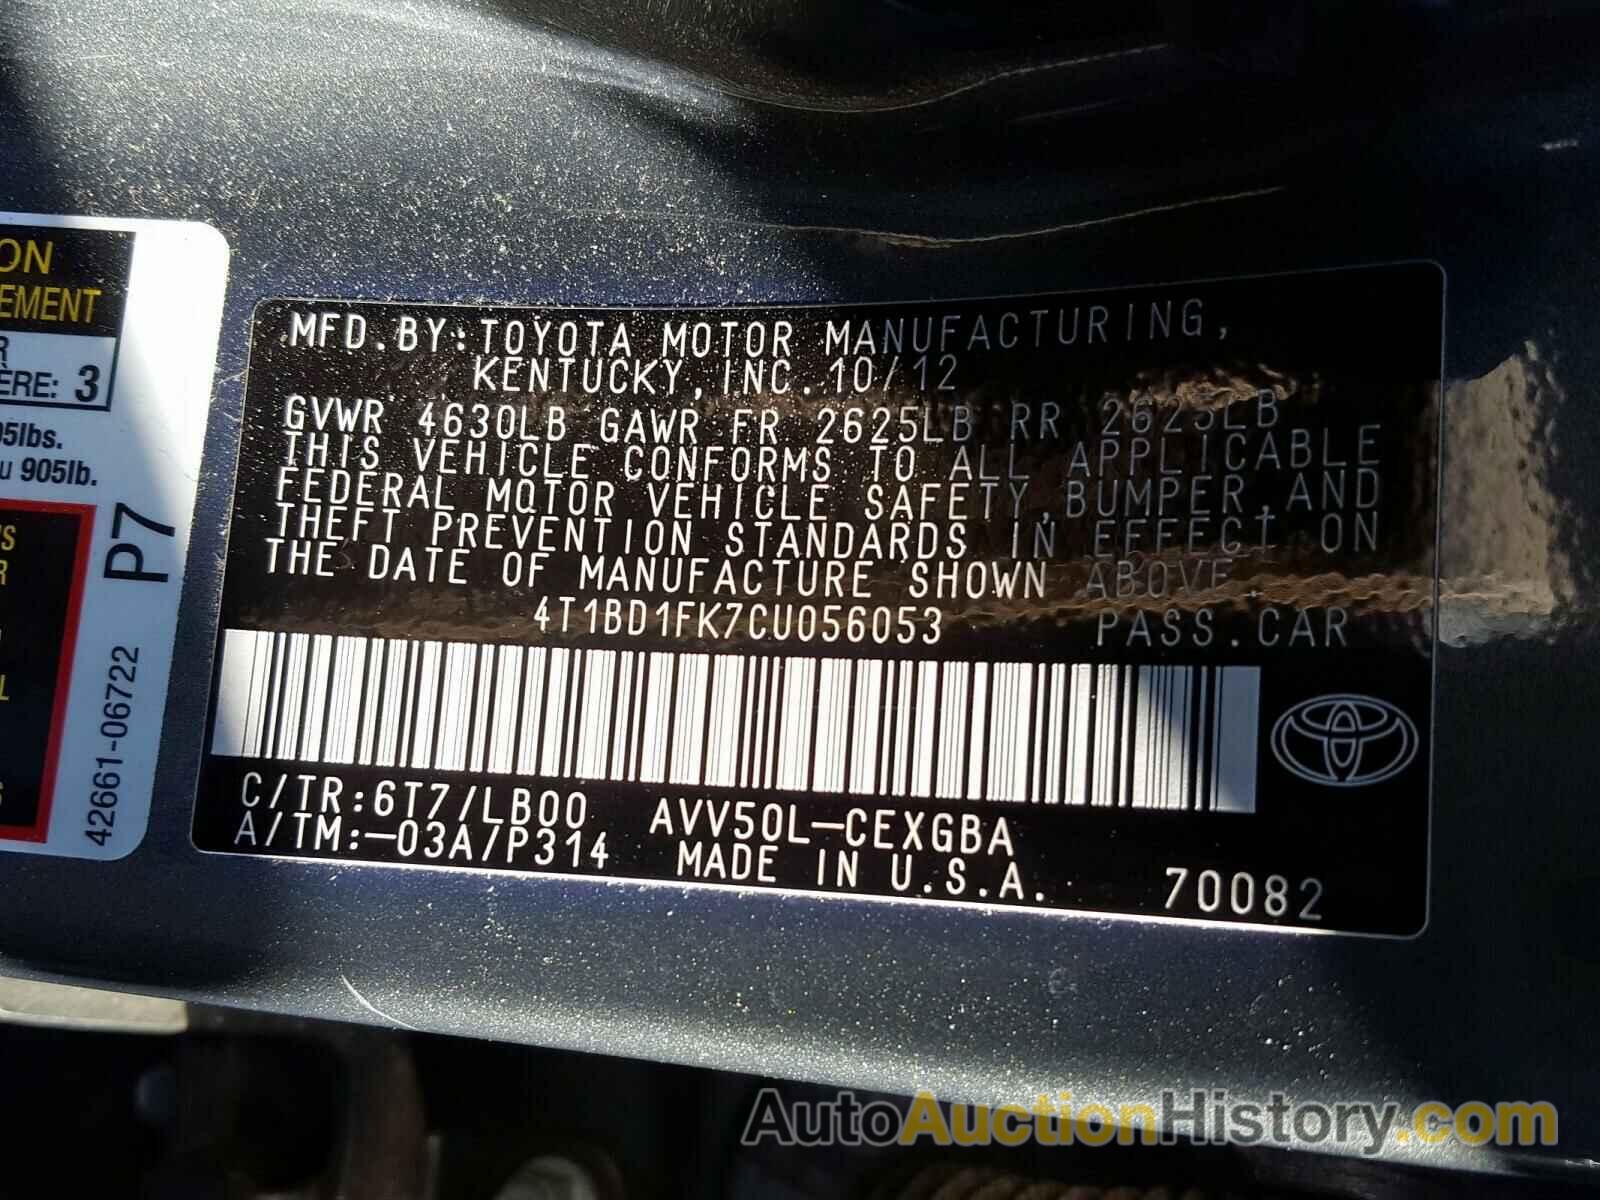 ON
EMENT
R
ÈRE: 3
05lbs.
u 905lb.
S
R
L
P7
42661-06722
MFD.BY:TOYOTA MOTOR MANUFACTURING,
KENTUCKY,INC.10/12
GVWR 4630LB GAWR FR 2625LB RR 2625LB
THIS VEHICLE CONFORMS TO ALL APPLICABLE
FEDERAL MOTOR VEHICLE SAFETY,BUMPER,AND
THEFT PREVENTION STANDARDS IN EFFECT ON
THE DATE OF MANUFACTURE SHOWN ABOVE.
4T1BD1FK7CU056053 PASS.CAR
C/TR:6T7/LB00 AVV50L-CEXGBA
A/TM:-03A/P314 MADE IN U.S.A. 70082
AutoAuctionHistory.com